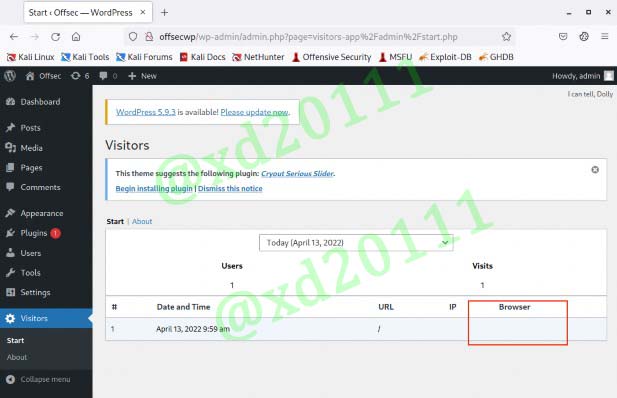 Start ‹ Offsec — WordPress
offsecwp/wp-admin/admin.php?page=visitors-app%2Fadmin%2Fstart.php
Kali Linux Kali Tools Kali Forums Kali Docs NetHunter Offensive Security MSFU Exploit-DB GHDB
Offsec 6 0 New Howdy, admin
I can tell, Dolly
Dashboard
WordPress 5.9.3 is available! Please update now.
Posts
Media
Pages
Comments
Visitors
This theme suggests the following plugin: Cryout Serious Slider.
Begin installing plugin | Dismiss this notice
Appearance
Plugins 1
Users
Tools
Settings
Visitors
Start
About
Collapse menu
Start | About
Today (April 13, 2022)
Users Visits
1 1
# Date and Time URL IP Browser
1 April 13, 2022 9:59 am /
@xd20111
@xd20111